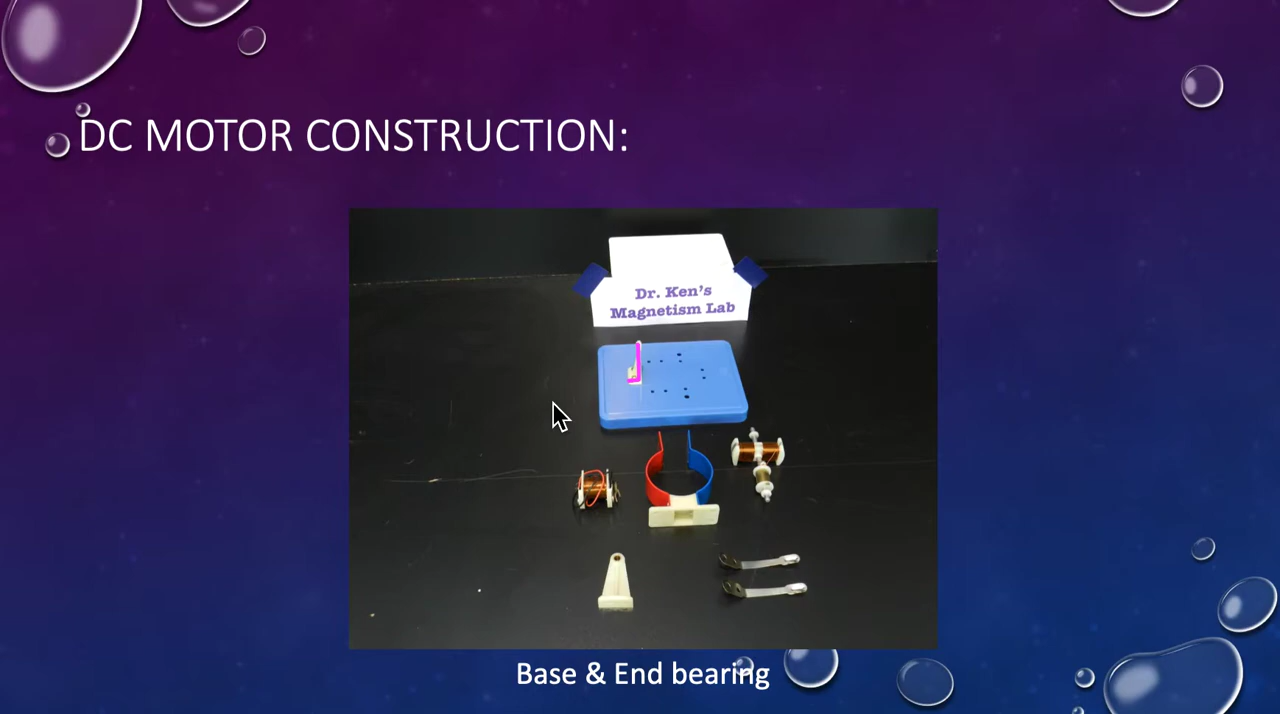 DC MOTOR CONSTRUCTION:
Dr. Ken's
Magnetism Lab
Base & End bearing